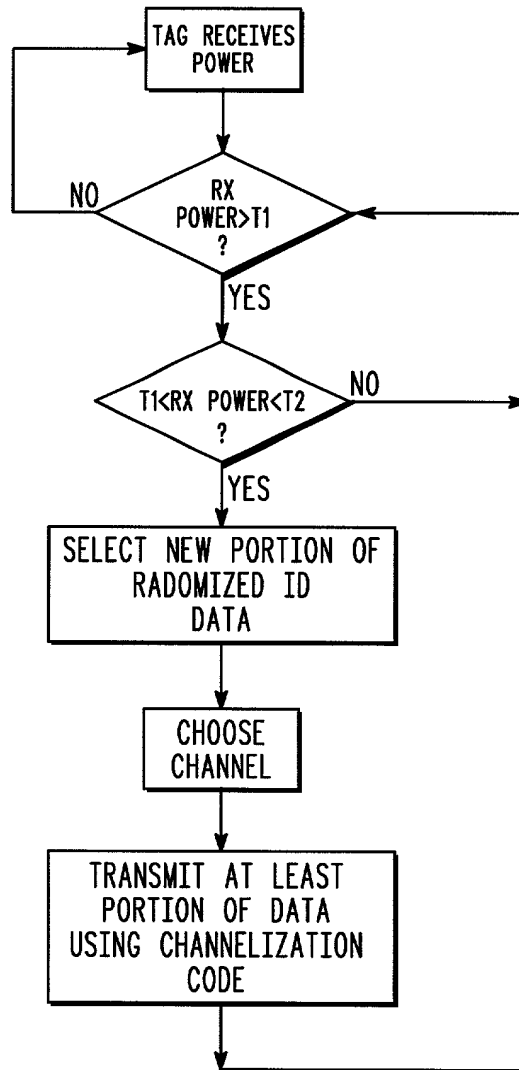 TAG RECEIVES
POWER
RX
POWER>T1
?
NO
YES
T1<RX POWER<T2
?
NO
YES
SELECT NEW PORTION OF
RADOMIZED ID
DATA
CHOOSE
CHANNEL
TRANSMIT AT LEAST
PORTION OF DATA
USING CHANNELIZATION
CODE